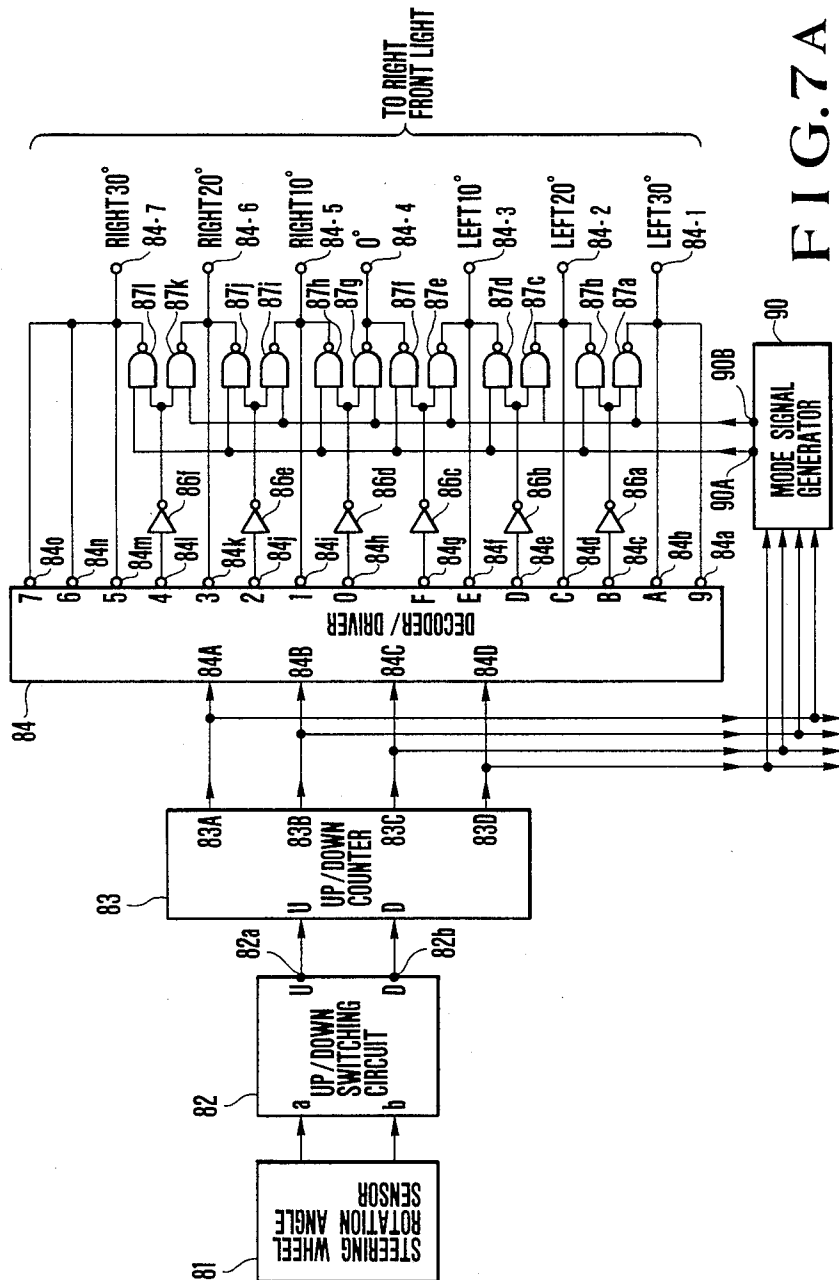 81
STEERING WHEEL
ROTATION ANGLE
SENSOR
82
a
b
UP/DOWN
SWITCHING
CIRCUIT
U
D
82a
82b
83
U
D
UP/DOWN
COUNTER
83A
83B
83C
83D
84
84A
84B
84C
84D
DECODER/DRIVER
7
84o
6
84n
5
84m
4
84l
3
84k
2
84j
1
84i
0
84h
F
84g
E
84f
D
84e
C
84d
B
84c
A
84b
9
84a
86f
86e
86d
86c
86b
86a
87l
87k
87j
87i
87h
87g
87f
87e
87d
87c
87b
87a
RIGHT30°
84-7
RIGHT20°
84-6
RIGHT10°
84-5
0°
84-4
LEFT10°
84-3
LEFT20°
84-2
LEFT30°
84-1
TO RIGHT
FRONT LIGHT
90A
90B
90
MODE SIGNAL
GENERATOR
FIG.7A